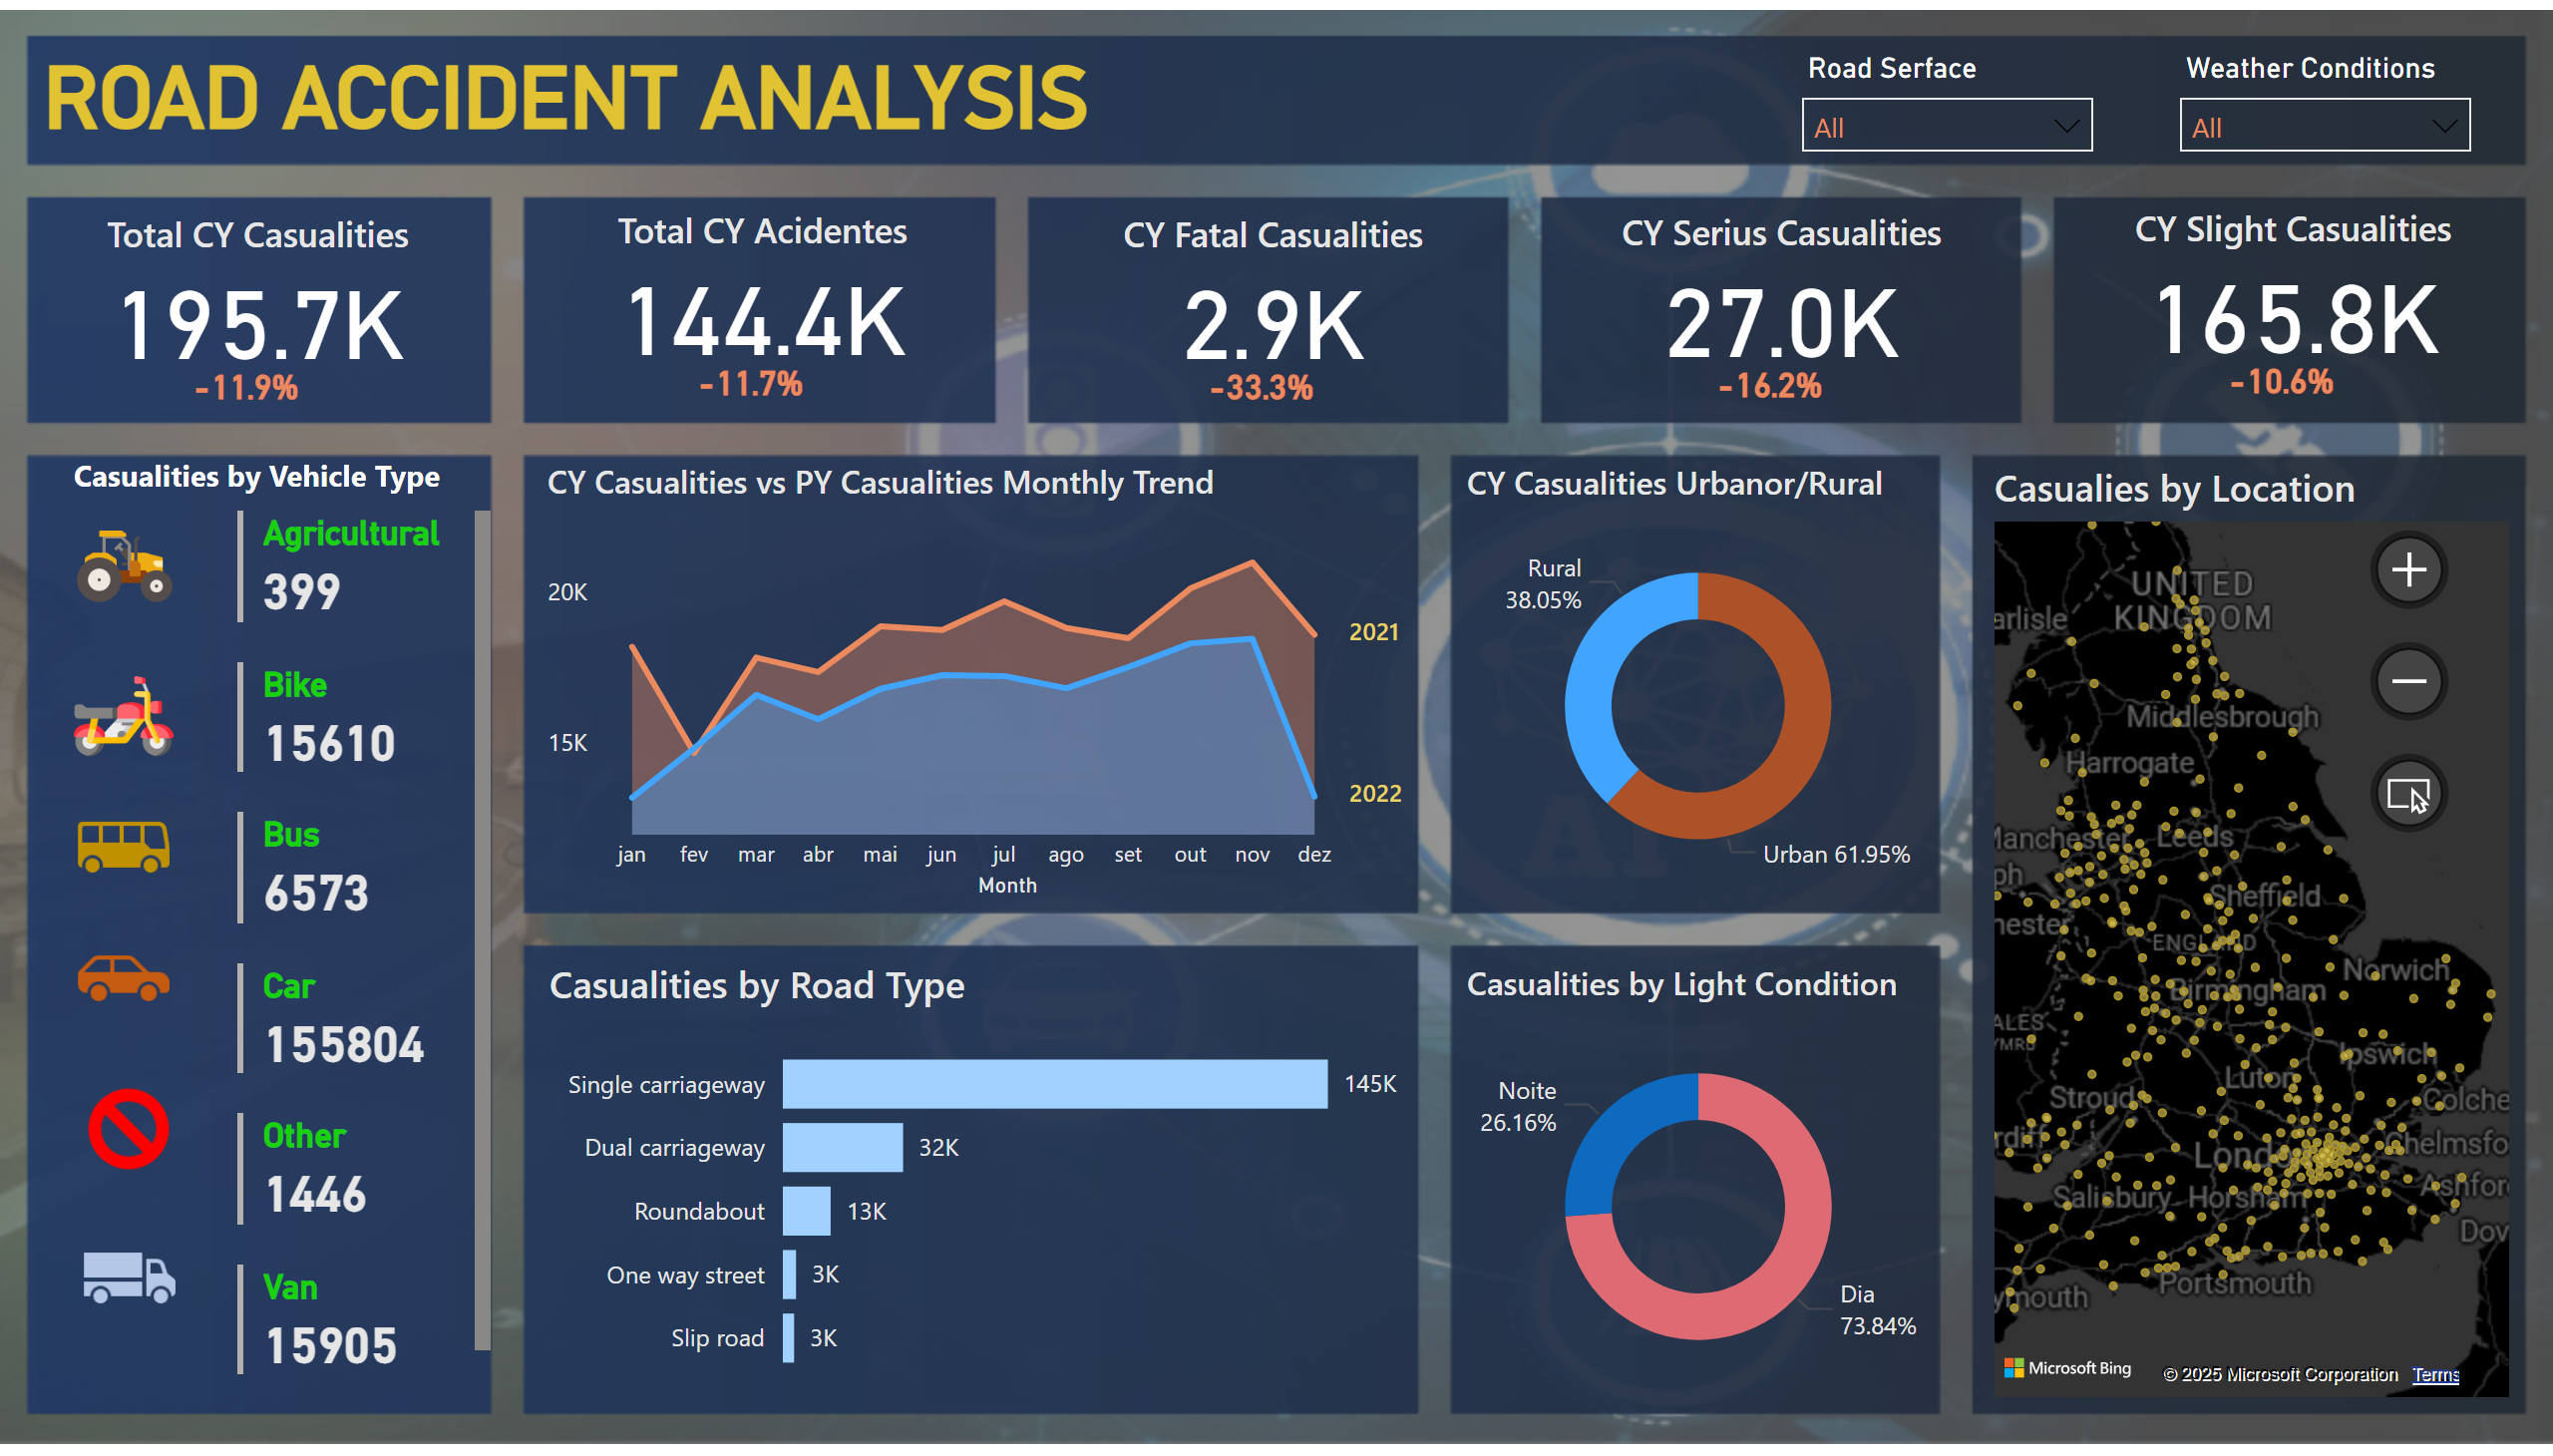 ROAD ACCIDENT ANALYSIS
Road Serface
All
Weather Conditions
All
Total CY Casualities
195.7K
-11.9%
Total CY Acidentes
144.4K
-11.7%
CY Fatal Casualities
2.9K
-33.3%
CY Serius Casualities
27.0K
-16.2%
CY Slight Casualities
165.8K
-10.6%
Casualities by Vehicle Type
Agricultural
399
Bike
15610
Bus
6573
Car
155804
Other
1446
Van
15905
CY Casualities vs PY Casualities Monthly Trend
20K
15K
2021
2022
jan fev mar abr mai jun jul ago set out nov dez
Month
CY Casualities Urbanor/Rural
Rural
38.05%
Urban 61.95%
Casualities by Road Type
Single carriageway 145K
Dual carriageway 32K
Roundabout 13K
One way street 3K
Slip road 3K
Casualities by Light Condition
Noite
26.16%
Dia
73.84%
Casualies by Location
UNITED
KINGDOM
arlisle
Middlesbrough
Harrogate
Manchester
Leeds
ph
Sheffield
hester
ENGLAND
Norwich
Birmingham
ALES
YMRU
Ipswich
Luton
Stroud
Colche
rdiff
Chelmsfo
Lond
Ashfor
Salisbury
Horsham
Dov
Portsmouth
ymouth
Microsoft Bing
© 2025 Microsoft Corporation Terms